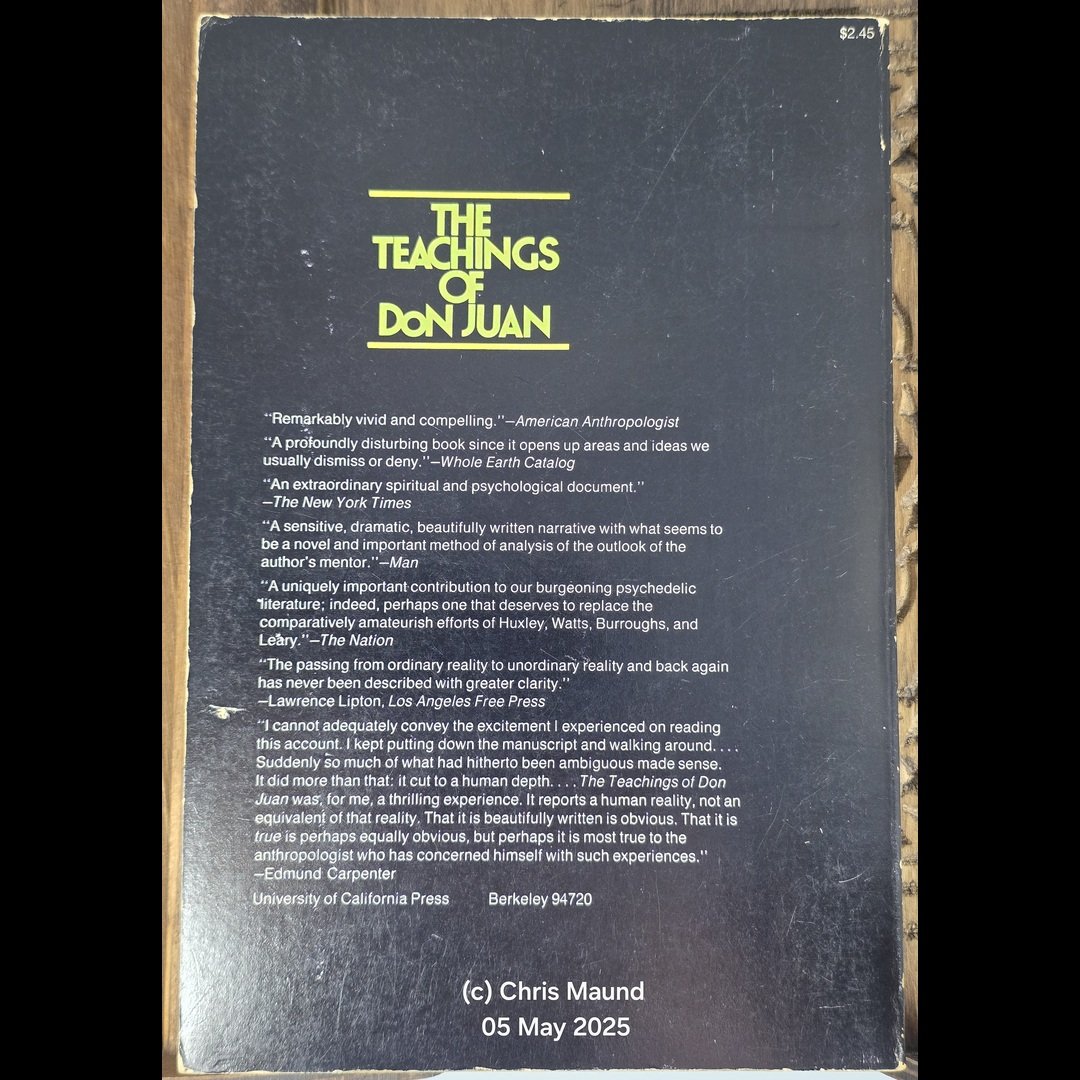 $2.45
THE
TEACHINGS
OF
DON JUAN
"Remarkably vivid and compelling."—American Anthropologist
"A profoundly disturbing book since it opens up areas and ideas we
usually dismiss or deny."—Whole Earth Catalog
"An extraordinary spiritual and psychological document."
—The New York Times
"A sensitive, dramatic, beautifully written narrative with what seems to
be a novel and important method of analysis of the outlook of the
author's mentor."—Man
"A uniquely important contribution to our burgeoning psychedelic
literature; indeed, perhaps one that deserves to replace the
comparatively amateurish efforts of Huxley, Watts, Burroughs, and
Leary."—The Nation
"The passing from ordinary reality to unordinary reality and back again
has never been described with greater clarity."
—Lawrence Lipton, Los Angeles Free Press
"I cannot adequately convey the excitement I experienced on reading
this account. I kept putting down the manuscript and walking around. . . .
Suddenly so much of what had hitherto been ambiguous made sense.
It did more than that: it cut to a human depth. . . . The Teachings of Don
Juan was, for me, a thrilling experience. It reports a human reality, not an
equivalent of that reality. That it is beautifully written is obvious. That it is
true is perhaps equally obvious, but perhaps it is most true to the
anthropologist who has concerned himself with such experiences."
—Edmund Carpenter
University of California Press Berkeley 94720
(c) Chris Maund
05 May 2025